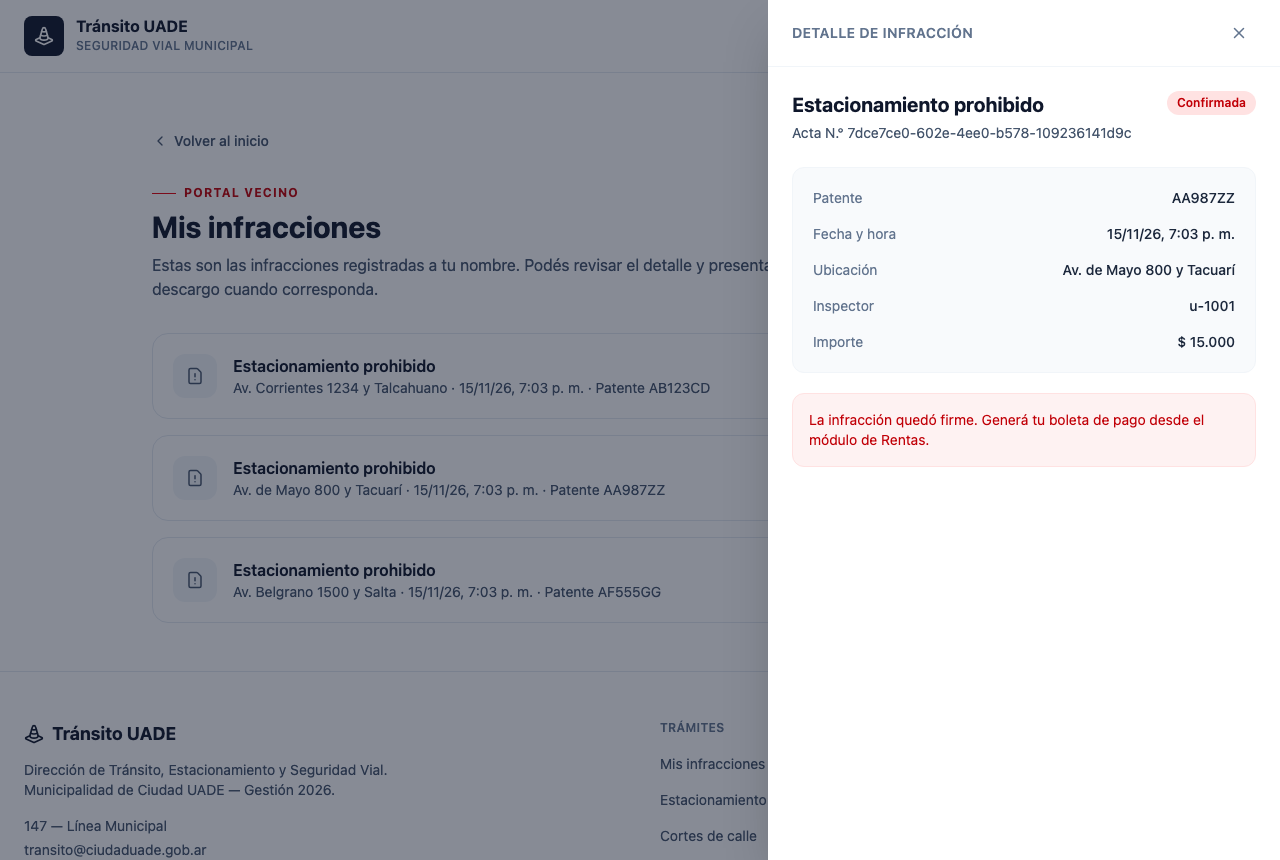 Tránsito UADE
SEGURIDAD VIAL MUNICIPAL
Volver al inicio
PORTAL VECINO
Mis infracciones
Estas son las infracciones registradas a tu nombre. Podés revisar el detalle y presenta
descargo cuando corresponda.
Estacionamiento prohibido
Av. Corrientes 1234 y Talcahuano · 15/11/26, 7:03 p. m. · Patente AB123CD
Estacionamiento prohibido
Av. de Mayo 800 y Tacuarí · 15/11/26, 7:03 p. m. · Patente AA987ZZ
Estacionamiento prohibido
Av. Belgrano 1500 y Salta · 15/11/26, 7:03 p. m. · Patente AF555GG
Tránsito UADE
Dirección de Tránsito, Estacionamiento y Seguridad Vial.
Municipalidad de Ciudad UADE — Gestión 2026.
147 — Línea Municipal
transito@ciudaduade.gob.ar
TRÁMITES
Mis infracciones
Estacionamiento
Cortes de calle
DETALLE DE INFRACCIÓN
Estacionamiento prohibido
Confirmada
Acta N.° 7dce7ce0-602e-4ee0-b578-109236141d9c
Patente AA987ZZ
Fecha y hora 15/11/26, 7:03 p. m.
Ubicación Av. de Mayo 800 y Tacuarí
Inspector u-1001
Importe $ 15.000
La infracción quedó firme. Generá tu boleta de pago desde el
módulo de Rentas.